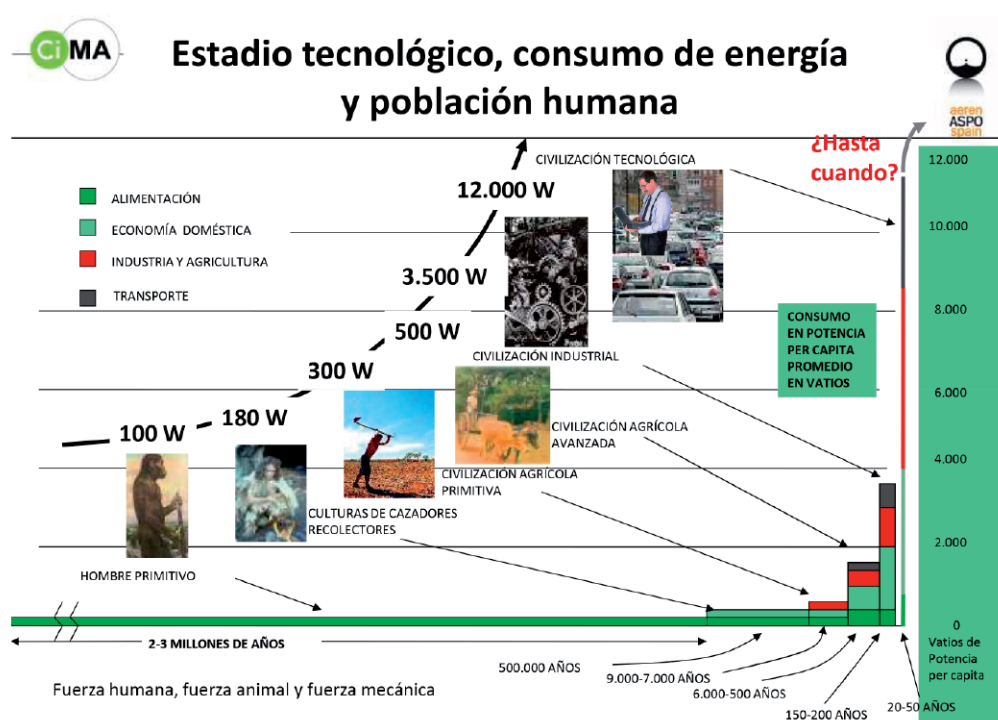 CiMA
Estadio tecnológico, consumo de energía
y población humana
aeren
ASPO
spain
¿Hasta
cuando?
CIVILIZACIÓN TECNOLÓGICA
12.000 W
3.500 W
500 W
300 W
180 W
100 W
ALIMENTACIÓN
ECONOMÍA DOMÉSTICA
INDUSTRIA Y AGRICULTURA
TRANSPORTE
CIVILIZACIÓN INDUSTRIAL
CONSUMO
EN POTENCIA
PER CAPITA
PROMEDIO
EN VATIOS
CIVILIZACIÓN AGRÍCOLA
AVANZADA
CIVILIZACIÓN AGRÍCOLA
PRIMITIVA
CULTURAS DE CAZADORES
RECOLECTORES
HOMBRE PRIMITIVO
12.000
10.000
8.000
6.000
4.000
2.000
0
Vatios de
Potencia
per capita
2-3 MILLONES DE AÑOS
500.000 AÑOS
9.000-7.000 AÑOS
6.000-500 AÑOS
150-200 AÑOS
20-50 AÑOS
Fuerza humana, fuerza animal y fuerza mecánica